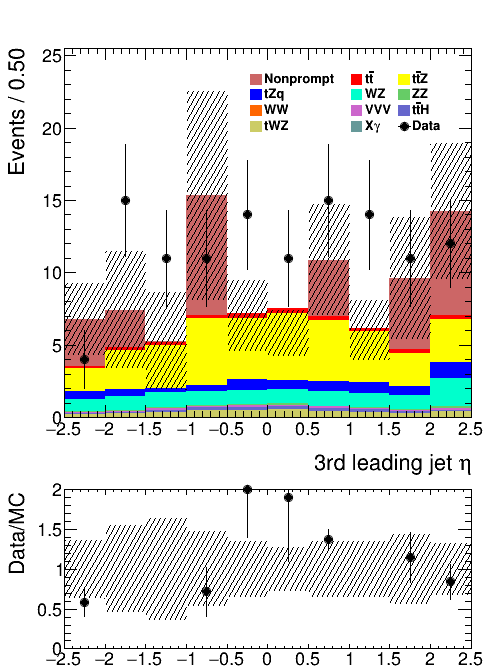 Events / 0.50
25
20
15
10
5
0
Nonprompt tt̄ tt̄Z
tZq WZ ZZ
WW VVV tt̄H
tWZ Xγ Data
−2.5 −2 −1.5 −1 −0.5 0 0.5 1 1.5 2 2.5
3rd leading jet η
Data/MC
2
1.5
1
0.5
0
−2.5 −2 −1.5 −1 −0.5 0 0.5 1 1.5 2 2.5